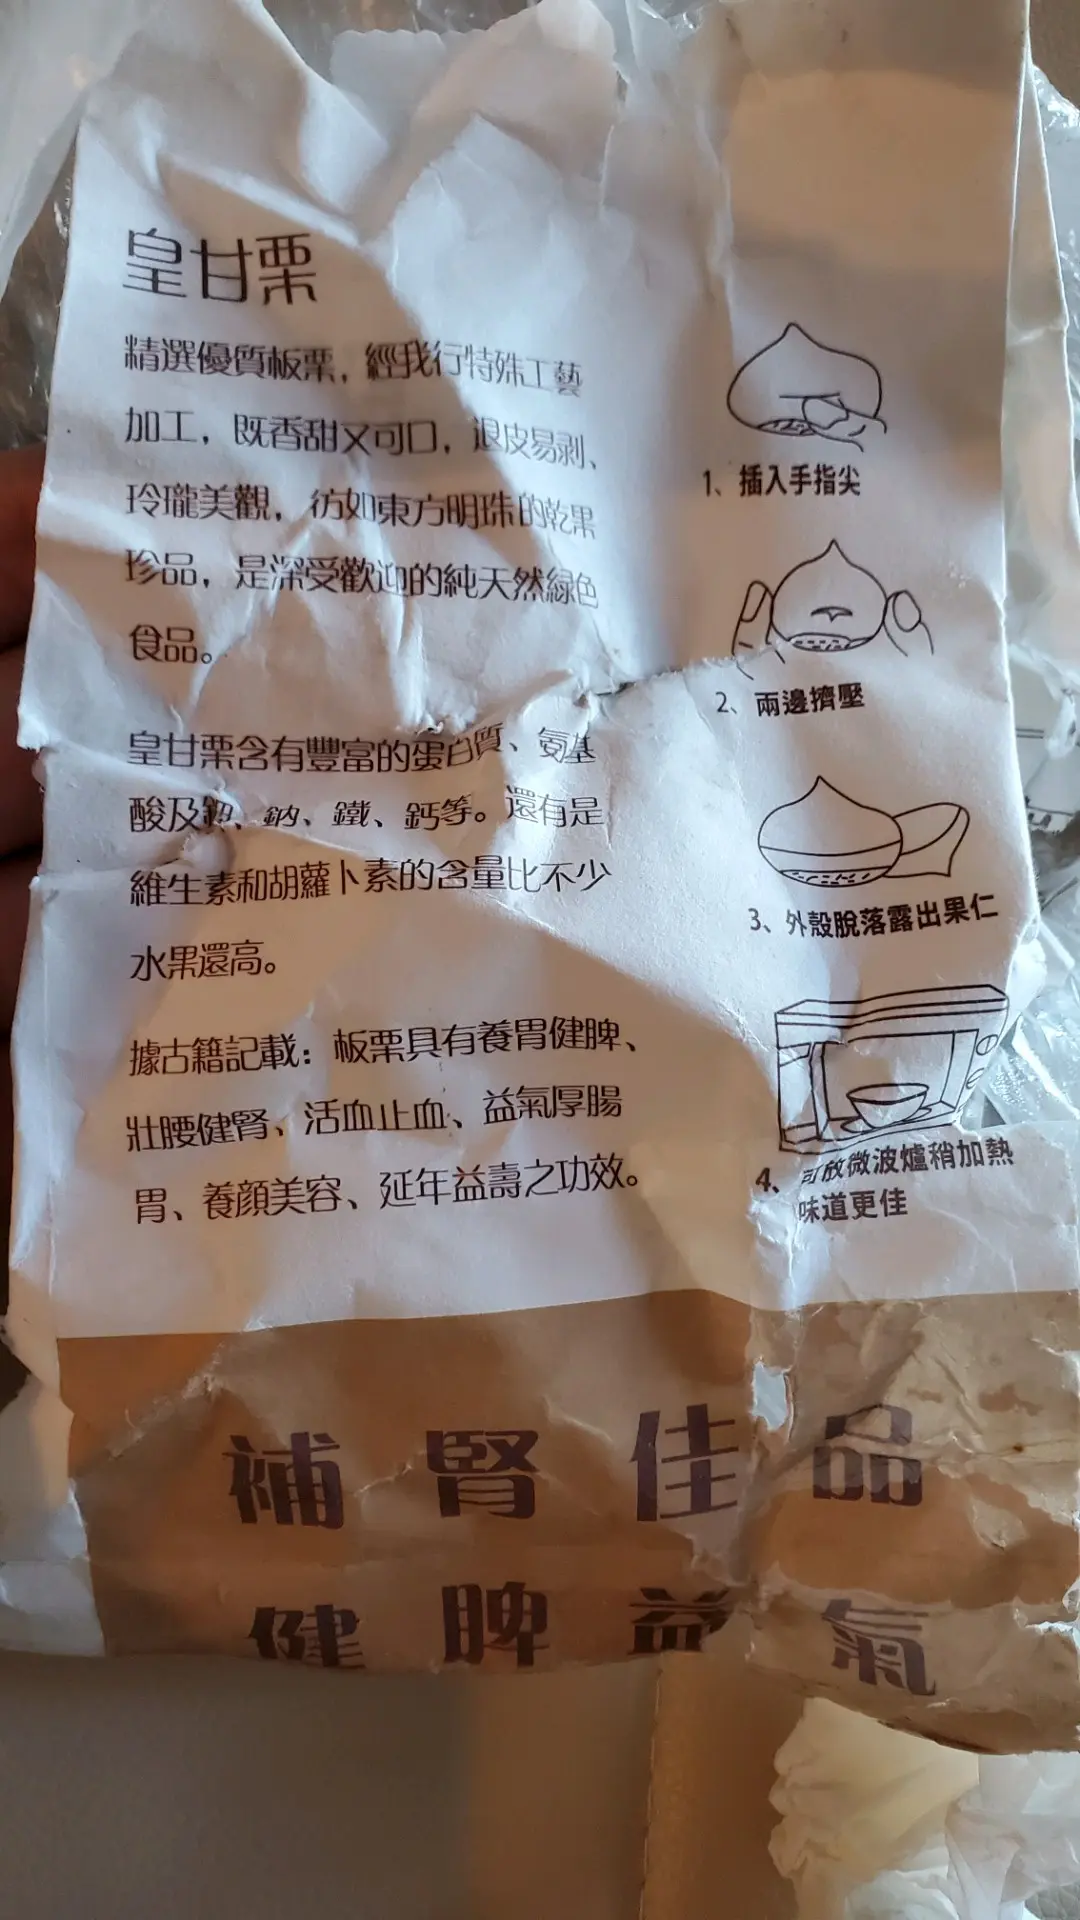 皇甘栗
精選優質板栗，經我行特殊工藝
加工，既香甜又可口，退皮易剥、
玲瓏美觀，彷如東方明珠的乾果
珍品，是深受歡迎的純天然綠色
食品。
皇甘栗含有豐富的蛋白質、氨基
酸及鈉、鐵、鈣等。還有是
維生素和胡蘿卜素的含量比不少
水果還高。
據古籍記載：板栗具有養胃健脾、
壯腰健腎、活血止血、益氣厚腸
胃、養顏美容、延年益壽之功效。
1、插入手指尖
2、兩邊擠壓
3、外殼脫落露出果仁
4、可放微波爐稍加熱
味道更佳
補腎佳品
健脾益氣